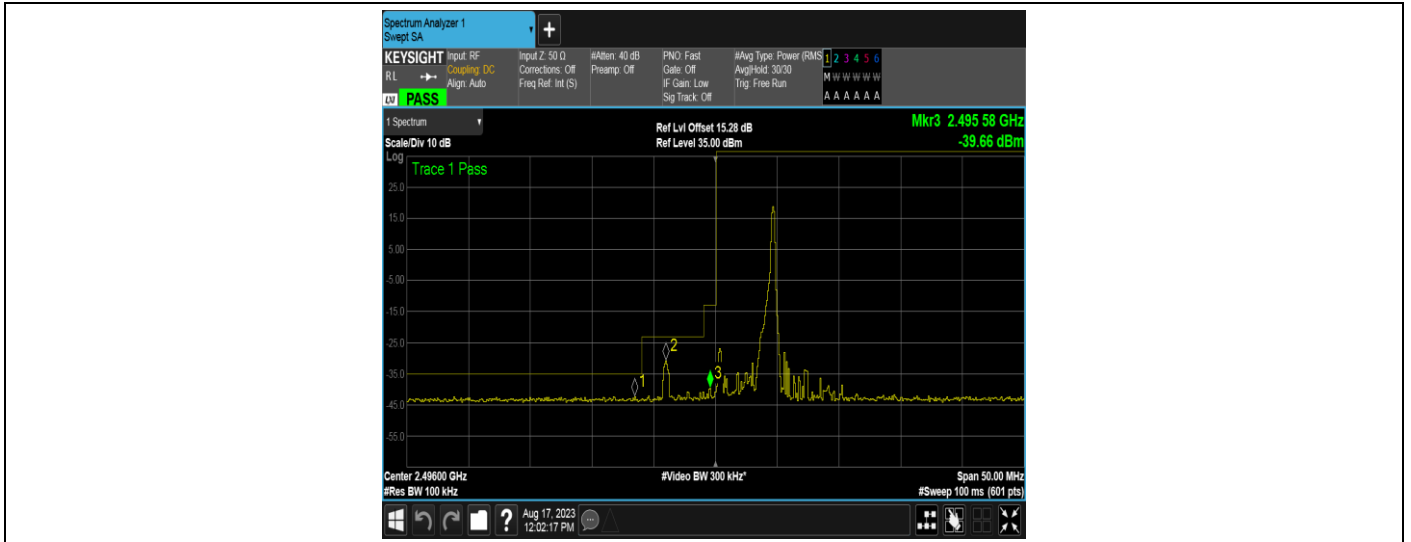 Spectrum Analyzer 1
Swept SA
+
KEYSIGHT
RL
LXI PASS
Input: RF
Coupling: DC
Align: Auto
Input Z: 50 Ω
Corrections: Off
Freq Ref: Int (S)
#Atten: 40 dB
Preamp: Off
PNO: Fast
Gate: Off
IF Gain: Low
Sig Track: Off
#Avg Type: Power (RMS
Avg|Hold: 30/30
Trig: Free Run
1 2 3 4 5 6
M W W W W W
A A A A A A
1 Spectrum
Scale/Div 10 dB
Ref Lvl Offset 15.28 dB
Ref Level 35.00 dBm
Mkr3 2.495 58 GHz
-39.66 dBm
Log
Trace 1 Pass
25.0
15.0
5.00
-5.00
-15.0
-25.0
-35.0
-45.0
-55.0
1
2
3
Center 2.49600 GHz
#Res BW 100 kHz
#Video BW 300 kHz*
Span 50.00 MHz
#Sweep 100 ms (601 pts)
?
Aug 17, 2023
12:02:17 PM